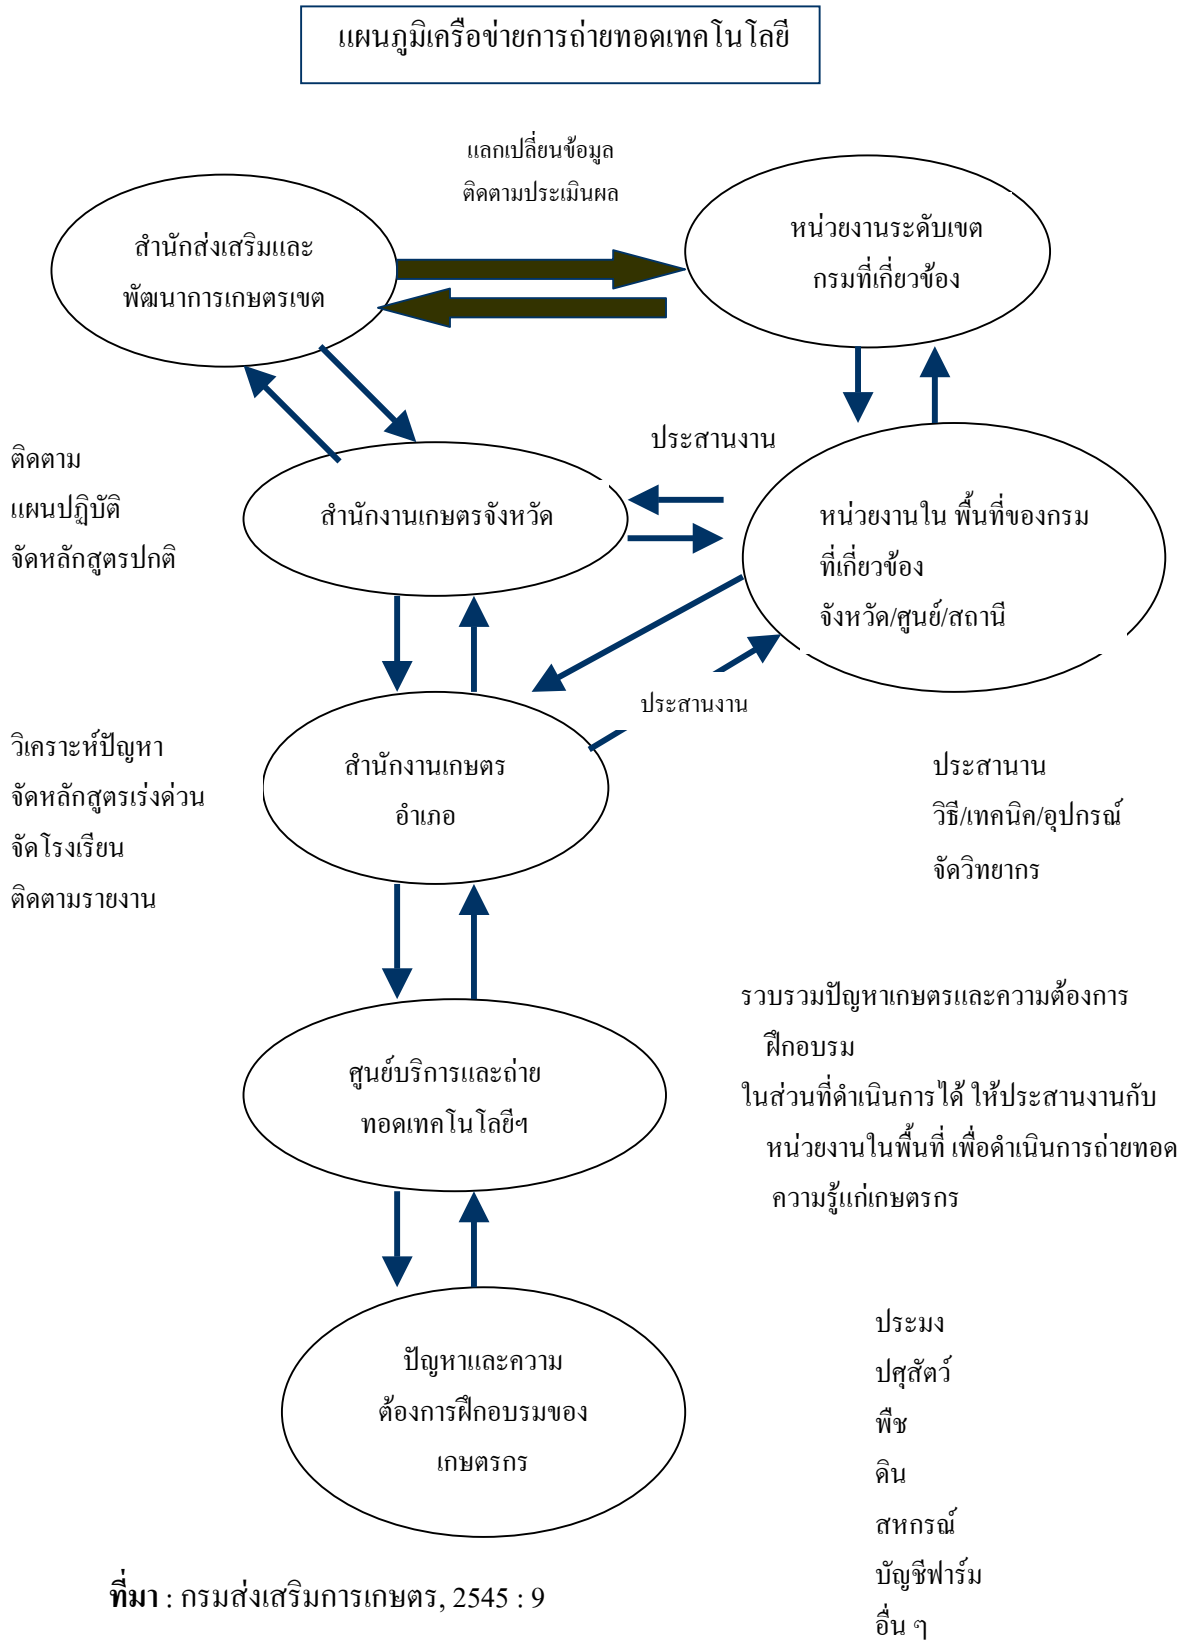 แผนภูมิเครือข่ายการถ่ายทอดเทคโนโลยี
แลกเปลี่ยนข้อมูล
ติดตามประเมินผล
สำนักส่งเสริมและ
พัฒนาการเกษตรเขต
หน่วยงานระดับเขต
กรมที่เกี่ยวข้อง
ติดตาม
แผนปฏิบัติ
จัดหลักสูตรปกติ
สำนักงานเกษตรจังหวัด
ประสานงาน
หน่วยงานใน พื้นที่ของกรม
ที่เกี่ยวข้อง
จังหวัด/ศูนย์/สถานี
ประสานงาน
วิเคราะห์ปัญหา
จัดหลักสูตรเร่งด่วน
จัดโรงเรียน
ติดตามรายงาน
สำนักงานเกษตร
อำเภอ
ประสานาน
วิธี/เทคนิค/อุปกรณ์
จัดวิทยากร
ศูนย์บริการและถ่าย
ทอดเทคโนโลยีฯ
รวบรวมปัญหาเกษตรและความต้องการ
ฝึกอบรม
ในส่วนที่ดำเนินการได้ ให้ประสานงานกับ
หน่วยงานในพื้นที่ เพื่อดำเนินการถ่ายทอด
ความรู้แก่เกษตรกร
ปัญหาและความ
ต้องการฝึกอบรมของ
เกษตรกร
ประมง
ปศุสัตว์
พืช
ดิน
สหกรณ์
บัญชีฟาร์ม
อื่น ๆ
ที่มา : กรมส่งเสริมการเกษตร, 2545 : 9